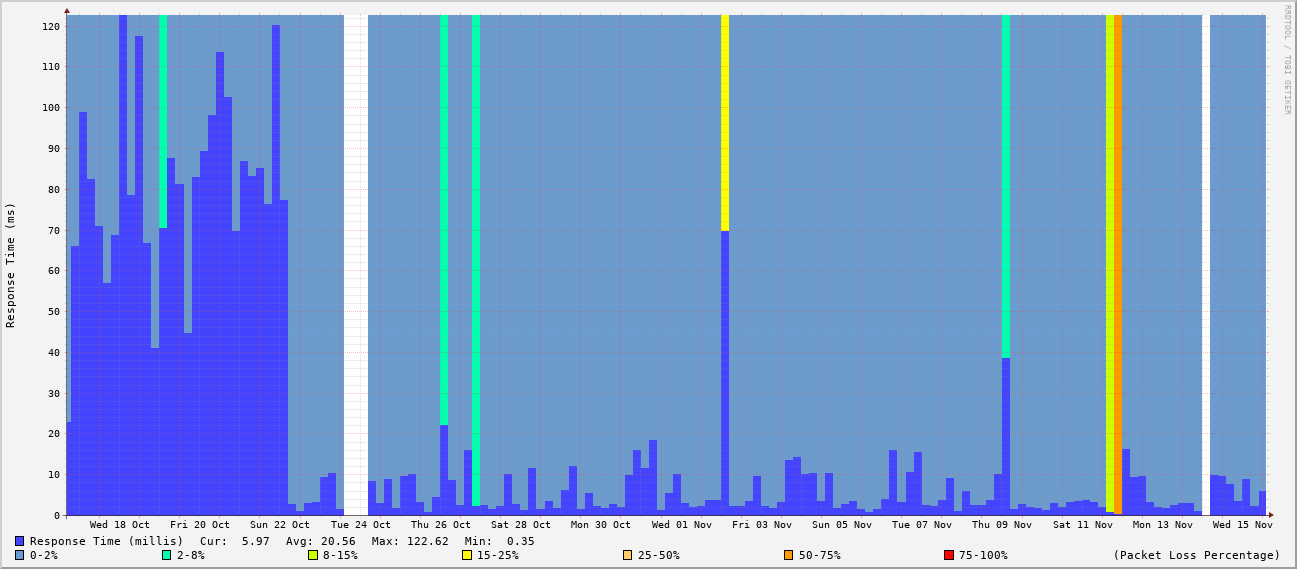 RRDTOOL / TOBI OETIKER
Response Time (ms)
120
110
100
90
80
70
60
50
40
30
20
10
0
Wed 18 Oct Fri 20 Oct Sun 22 Oct Tue 24 Oct Thu 26 Oct Sat 28 Oct Mon 30 Oct Wed 01 Nov Fri 03 Nov Sun 05 Nov Tue 07 Nov Thu 09 Nov Sat 11 Nov Mon 13 Nov Wed 15 Nov
Response Time (millis) Cur: 5.97 Avg: 20.56 Max: 122.62 Min: 0.35
0-2% 2-8% 8-15% 15-25% 25-50% 50-75% 75-100% (Packet Loss Percentage)